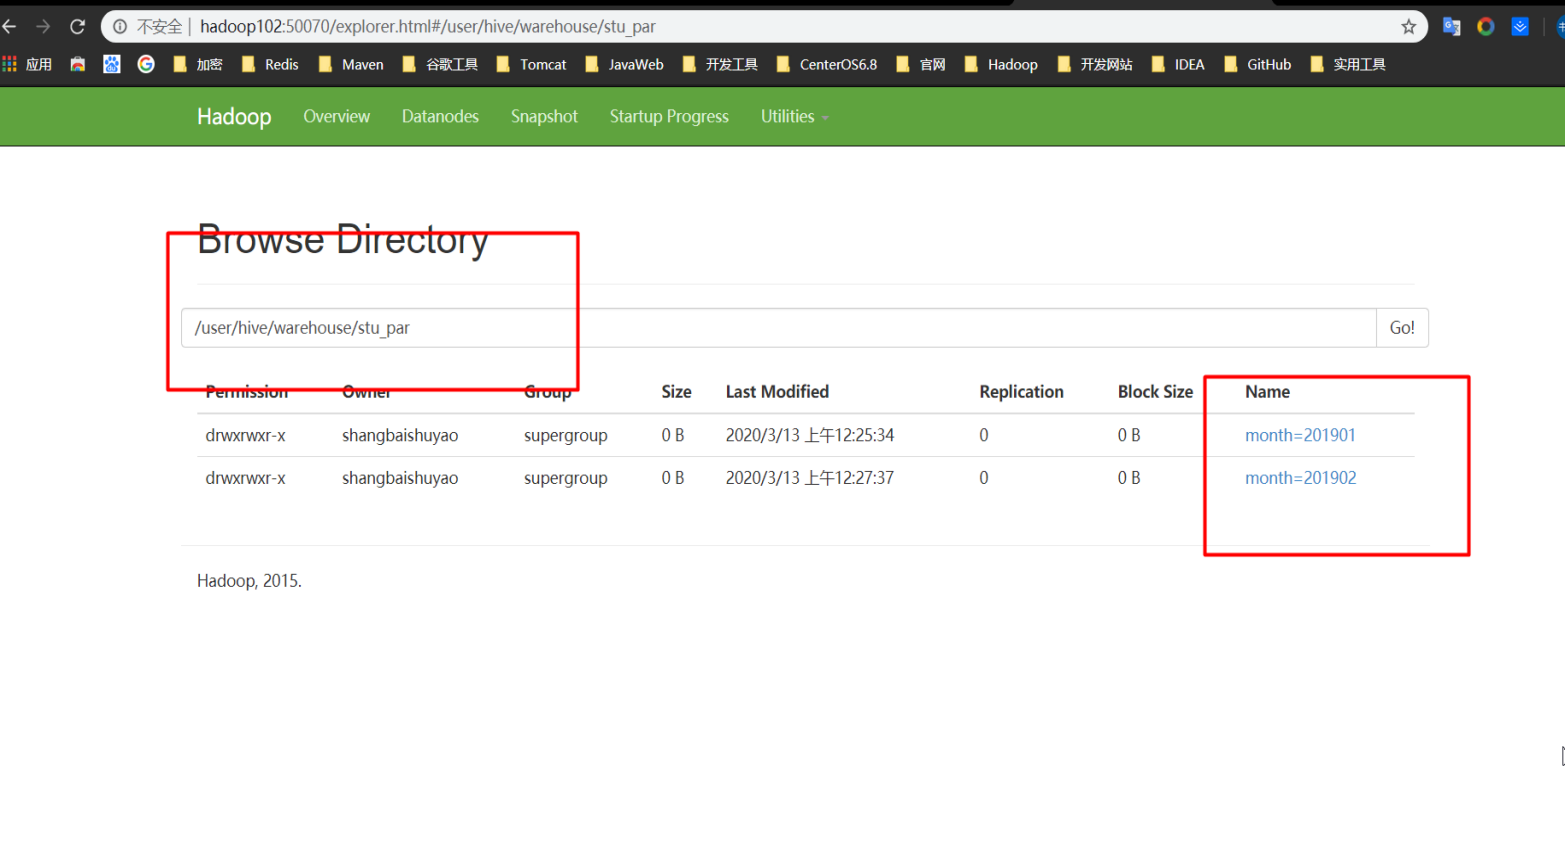 不安全 | hadoop102:50070/explorer.html#/user/hive/warehouse/stu_par
应用 加密 Redis Maven 谷歌工具 Tomcat JavaWeb 开发工具 CenterOS6.8 官网 Hadoop 开发网站 IDEA GitHub 实用工具
Hadoop Overview Datanodes Snapshot Startup Progress Utilities
Browse Directory
/user/hive/warehouse/stu_par Go!
Permission Owner Group Size Last Modified Replication Block Size Name
drwxrwxr-x shangbaishuyao supergroup 0 B 2020/3/13 上午12:25:34 0 0 B month=201901
drwxrwxr-x shangbaishuyao supergroup 0 B 2020/3/13 上午12:27:37 0 0 B month=201902
Hadoop, 2015.